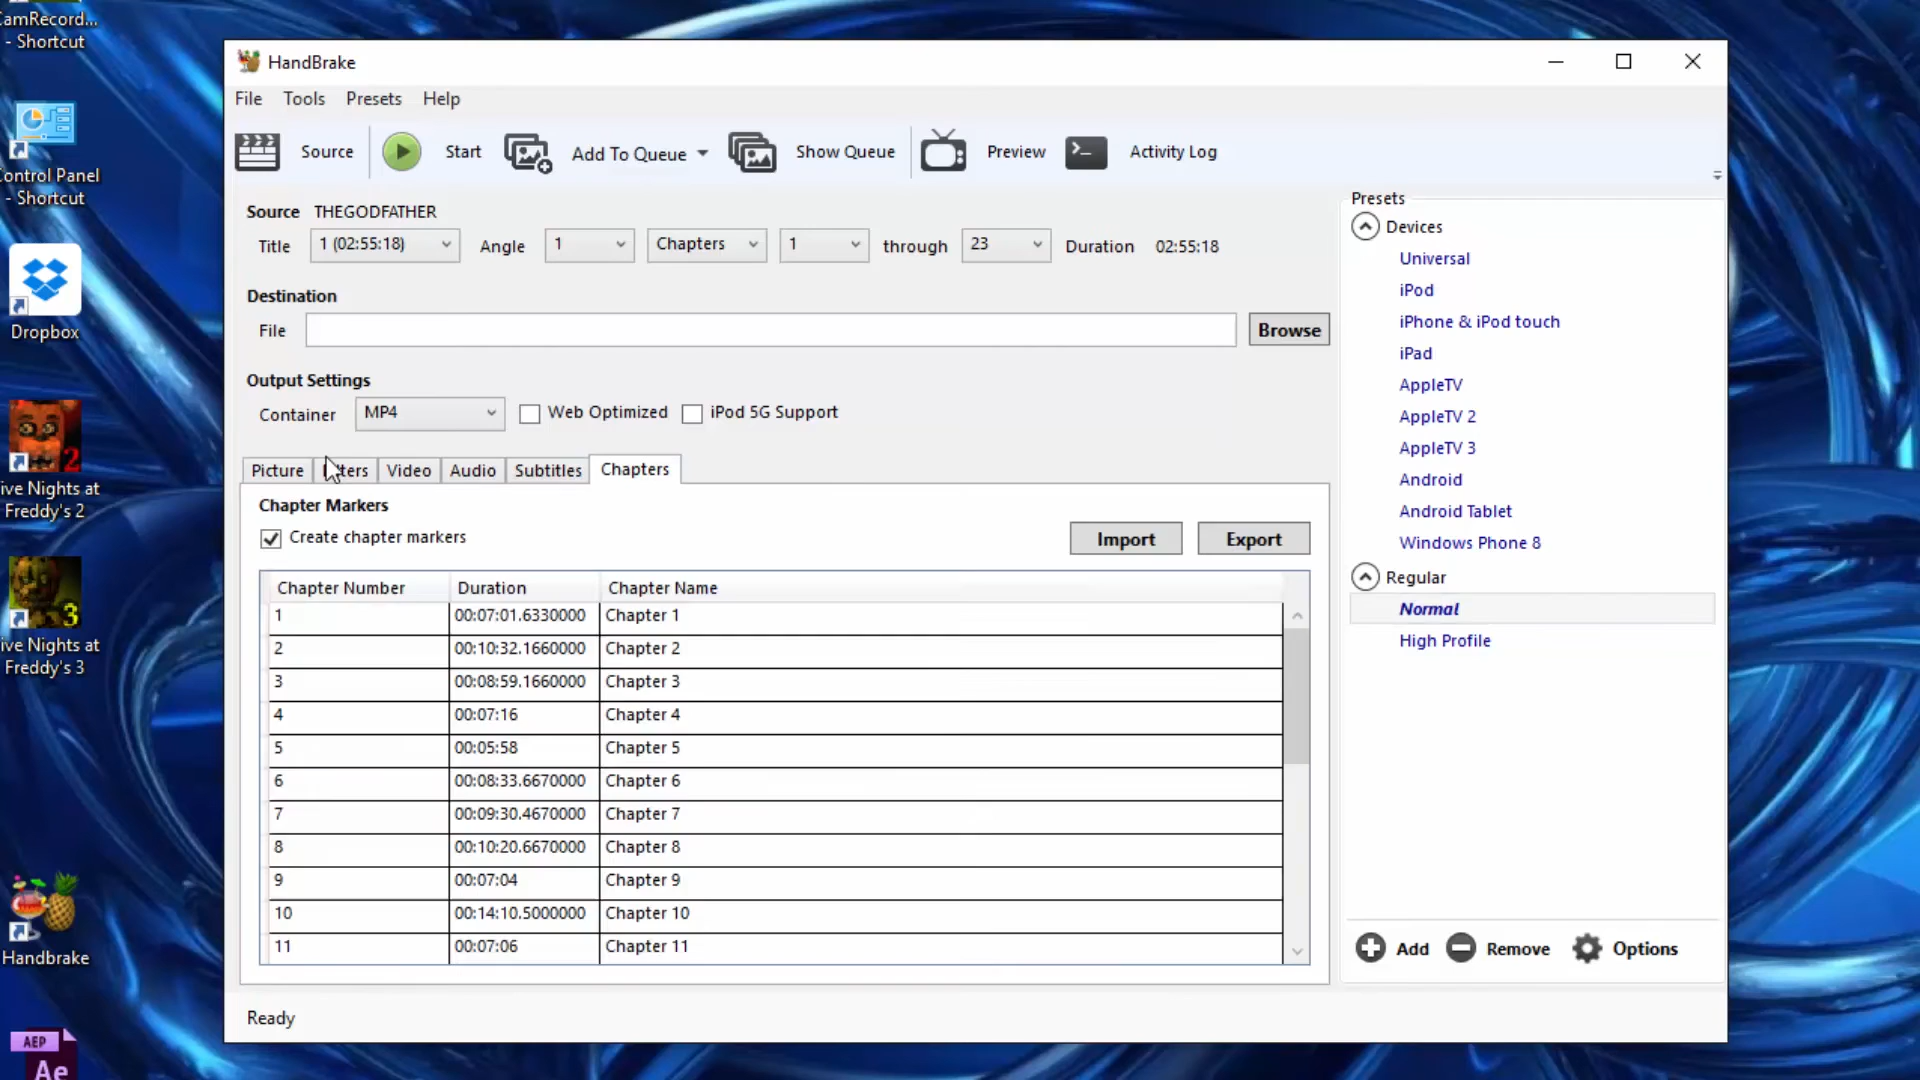 CamRecord...
- Shortcut
Control Panel
- Shortcut
Dropbox
2
Five Nights at
Freddy's 2
3
Five Nights at
Freddy's 3
Handbrake
AEP
Ae
HandBrake
File Tools Presets Help
Source Start Add To Queue Show Queue Preview Activity Log
Source THEGODFATHER
Title 1 (02:55:18) Angle 1 Chapters 1 through 23 Duration 02:55:18
Destination
File Browse
Output Settings
Container MP4 Web Optimized iPod 5G Support
Picture Filters Video Audio Subtitles Chapters
Chapter Markers
Create chapter markers Import Export
Chapter Number Duration Chapter Name
1 00:07:01.6330000 Chapter 1
2 00:10:32.1660000 Chapter 2
3 00:08:59.1660000 Chapter 3
4 00:07:16 Chapter 4
5 00:05:58 Chapter 5
6 00:08:33.6670000 Chapter 6
7 00:09:30.4670000 Chapter 7
8 00:10:20.6670000 Chapter 8
9 00:07:04 Chapter 9
10 00:14:10.5000000 Chapter 10
11 00:07:06 Chapter 11
Ready
Presets
Devices
Universal
iPod
iPhone & iPod touch
iPad
AppleTV
AppleTV 2
AppleTV 3
Android
Android Tablet
Windows Phone 8
Regular
Normal
High Profile
Add Remove Options